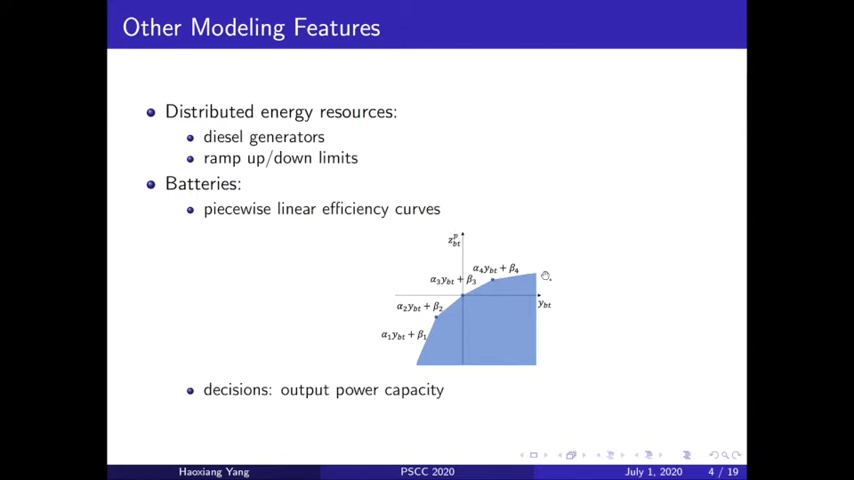 Other Modeling Features
Distributed energy resources:
diesel generators
ramp up/down limits
Batteries:
piecewise linear efficiency curves
z^p_bt
α₄y_bt + β₄
α₃y_bt + β₃
y_bt
α₂y_bt + β₂
α₁y_bt + β₁
decisions: output power capacity
Haoxiang Yang PSCC 2020 July 1, 2020 4 / 19